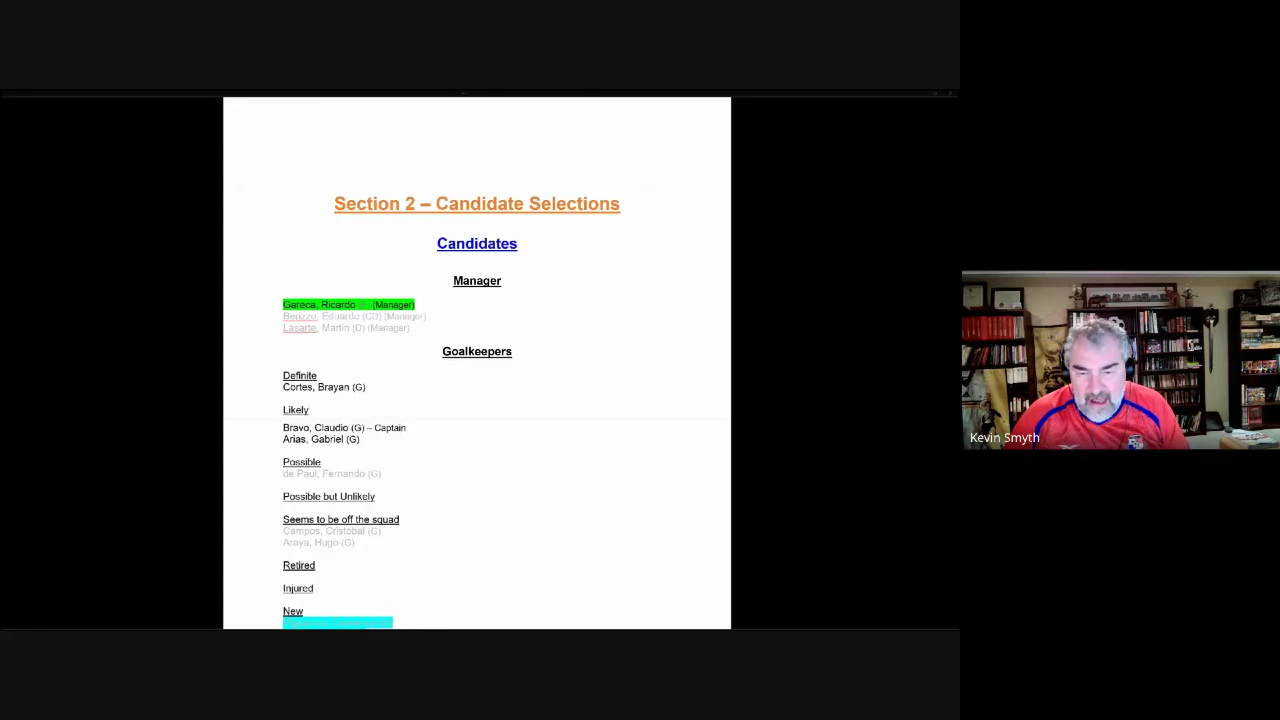 Section 2 – Candidate Selections
Candidates
Manager
Gareca, Ricardo (Manager)
Berizzo, Eduardo (CD) (Manager)
Lasarte, Martin (D) (Manager)
Goalkeepers
Definite
Cortes, Brayan (G)
Likely
Bravo, Claudio (G) – Captain
Arias, Gabriel (G)
Possible
de Paul, Fernando (G)
Possible but Unlikely
Seems to be off the squad
Campos, Cristóbal (G)
Araya, Hugo (G)
Retired
Injured
New
Kevin Smyth